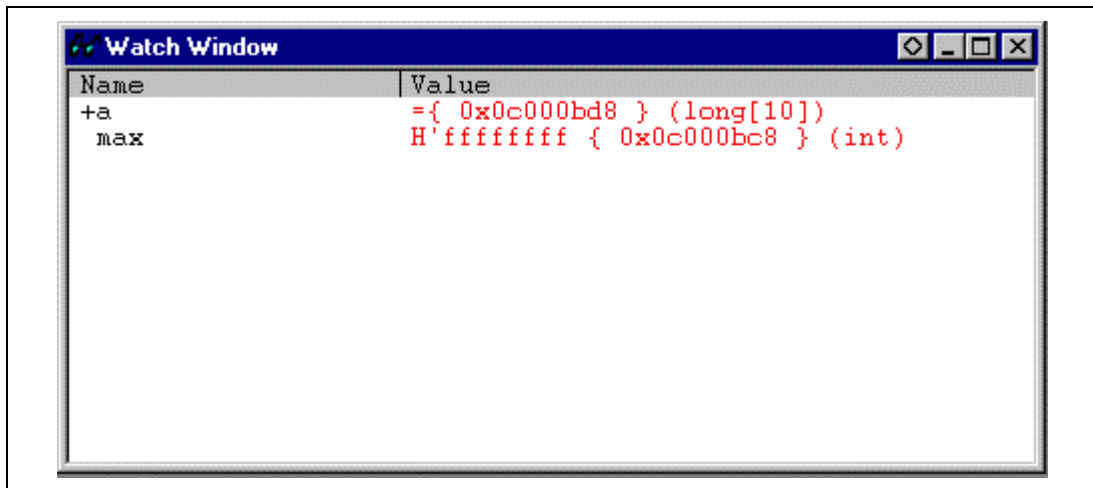 Watch Window
Name Value
+a ={ 0x0c000bd8 } (long[10])
max H'ffffffff { 0x0c000bc8 } (int)